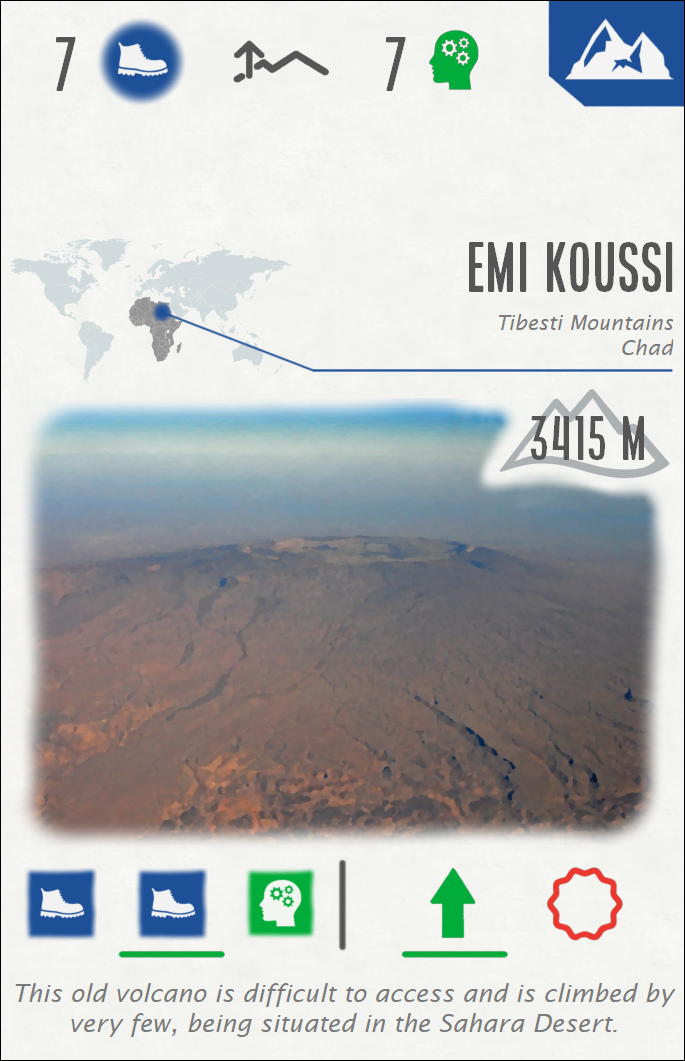 7 7
EMI KOUSSI
Tibesti Mountains
Chad
3415 M
This old volcano is difficult to access and is climbed by
very few, being situated in the Sahara Desert.